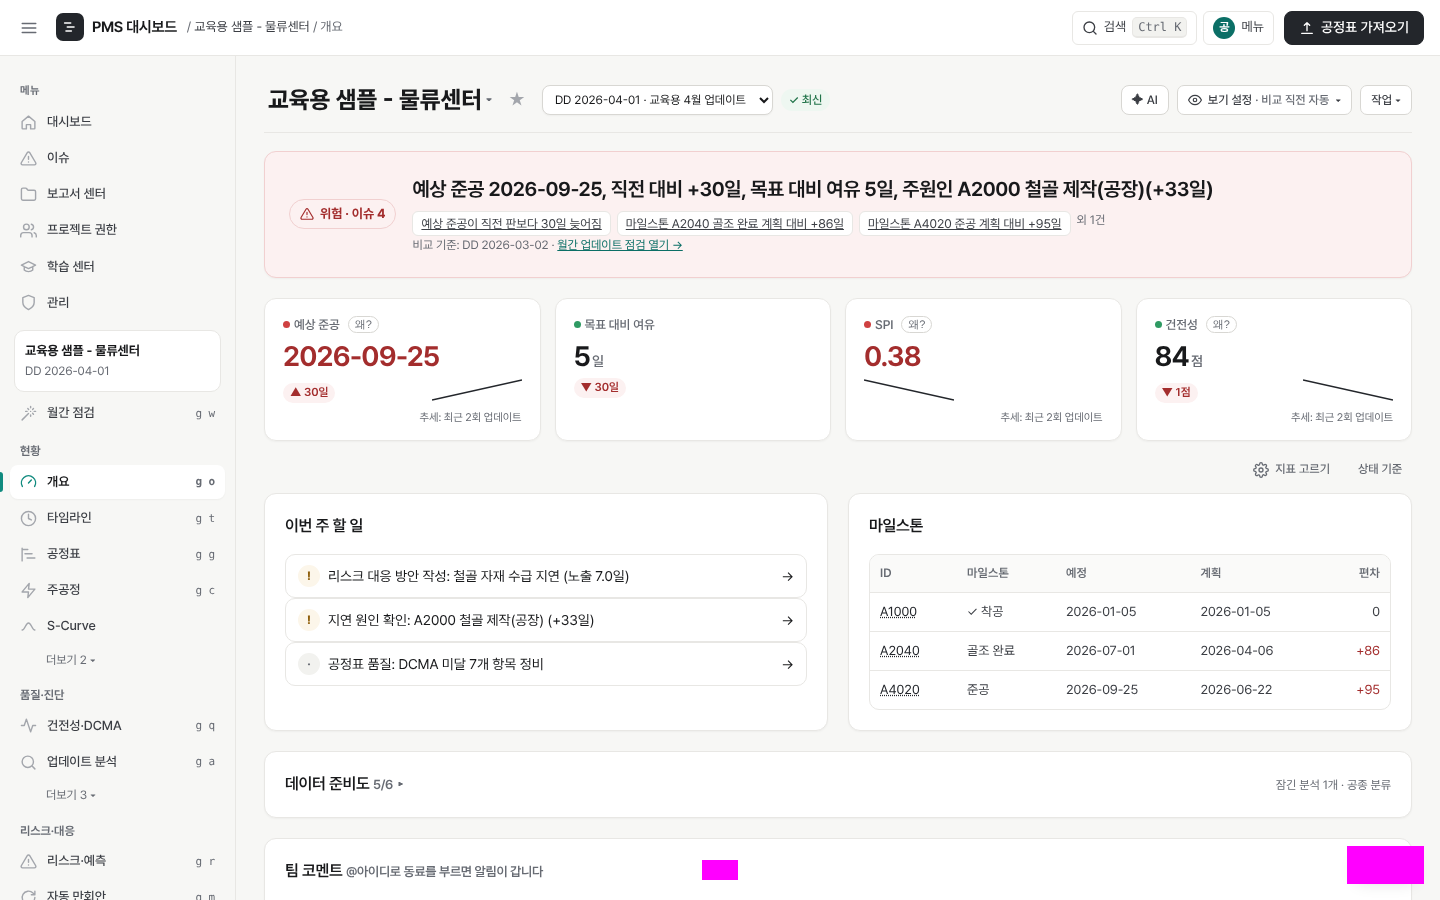 PMS 대시보드 / 교육용 샘플 - 물류센터 / 개요
검색 Ctrl K
공 메뉴
공정표 가져오기
메뉴
대시보드
이슈
보고서 센터
프로젝트 권한
학습 센터
관리
교육용 샘플 - 물류센터
DD 2026-04-01
월간 점검 g w
현황
개요 g o
타임라인 g t
공정표 g g
주공정 g c
S-Curve
더보기 2
품질·진단
건전성·DCMA g q
업데이트 분석 g a
더보기 3
리스크·대응
리스크·예측 g r
자동 만회안 g m
교육용 샘플 - 물류센터
DD 2026-04-01 · 교육용 4월 업데이트
✓ 최신
AI
보기 설정 · 비교 직전 자동
작업
위험 · 이슈 4
예상 준공 2026-09-25, 직전 대비 +30일, 목표 대비 여유 5일, 주원인 A2000 철골 제작(공장)(+33일)
예상 준공이 직전 판보다 30일 늦어짐
마일스톤 A2040 골조 완료 계획 대비 +86일
마일스톤 A4020 준공 계획 대비 +95일
외 1건
비교 기준: DD 2026-03-02 · 월간 업데이트 점검 열기 →
예상 준공 왜?
2026-09-25
▲ 30일
추세: 최근 2회 업데이트
목표 대비 여유
5일
▼ 30일
SPI 왜?
0.38
추세: 최근 2회 업데이트
건전성 왜?
84점
▼ 1점
추세: 최근 2회 업데이트
지표 고르기
상태 기준
이번 주 할 일
! 리스크 대응 방안 작성: 철골 자재 수급 지연 (노출 7.0일) →
! 지연 원인 확인: A2000 철골 제작(공장) (+33일) →
· 공정표 품질: DCMA 미달 7개 항목 정비 →
마일스톤
ID 마일스톤 예정 계획 편차
A1000 ✓ 착공 2026-01-05 2026-01-05 0
A2040 골조 완료 2026-07-01 2026-04-06 +86
A4020 준공 2026-09-25 2026-06-22 +95
데이터 준비도 5/6
잠긴 분석 1개 · 공종 분류
팀 코멘트 @아이디로 동료를 부르면 알림이 갑니다